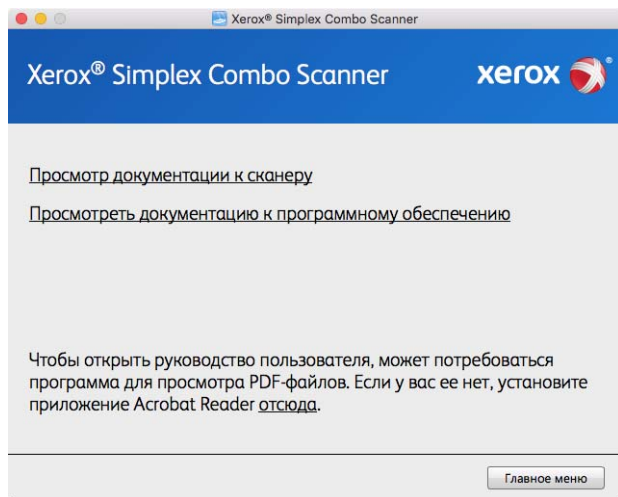 Xerox® Simplex Combo Scanner
Xerox® Simplex Combo Scanner
xerox ®
Просмотр документации к сканеру
Просмотреть документацию к программному обеспечению
Чтобы открыть руководство пользователя, может потребоваться
программа для просмотра PDF-файлов. Если у вас ее нет, установите
приложение Acrobat Reader отсюда.
Главное меню